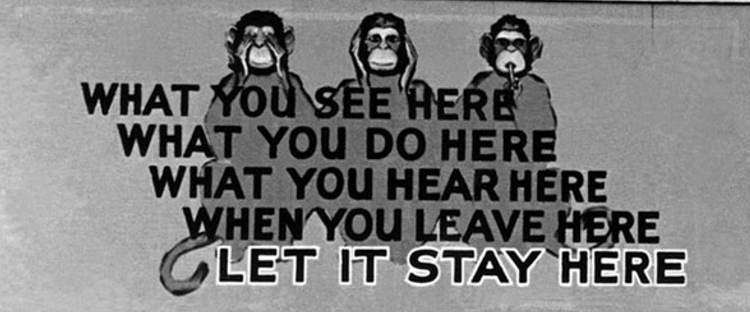 WHAT YOU SEE HERE
WHAT YOU DO HERE
WHAT YOU HEAR HERE
WHEN YOU LEAVE HERE
LET IT STAY HERE